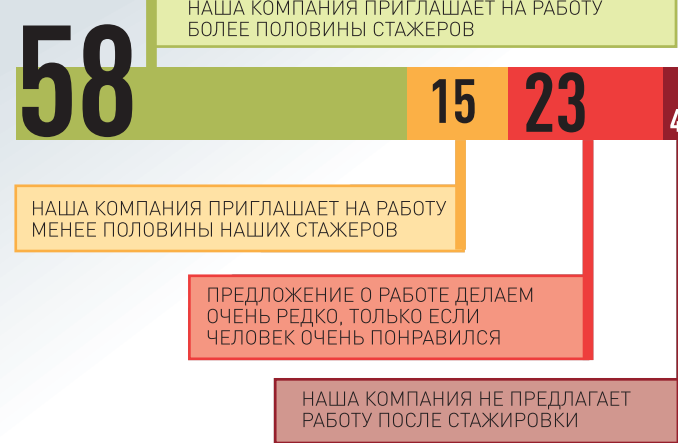 НАША КОМПАНИЯ ПРИГЛАШАЕТ НА РАБОТУ
БОЛЕЕ ПОЛОВИНЫ СТАЖЕРОВ
58
15
23
4
НАША КОМПАНИЯ ПРИГЛАШАЕТ НА РАБОТУ
МЕНЕЕ ПОЛОВИНЫ НАШИХ СТАЖЕРОВ
ПРЕДЛОЖЕНИЕ О РАБОТЕ ДЕЛАЕМ
ОЧЕНЬ РЕДКО, ТОЛЬКО ЕСЛИ
ЧЕЛОВЕК ОЧЕНЬ ПОНРАВИЛСЯ
НАША КОМПАНИЯ НЕ ПРЕДЛАГАЕТ
РАБОТУ ПОСЛЕ СТАЖИРОВКИ